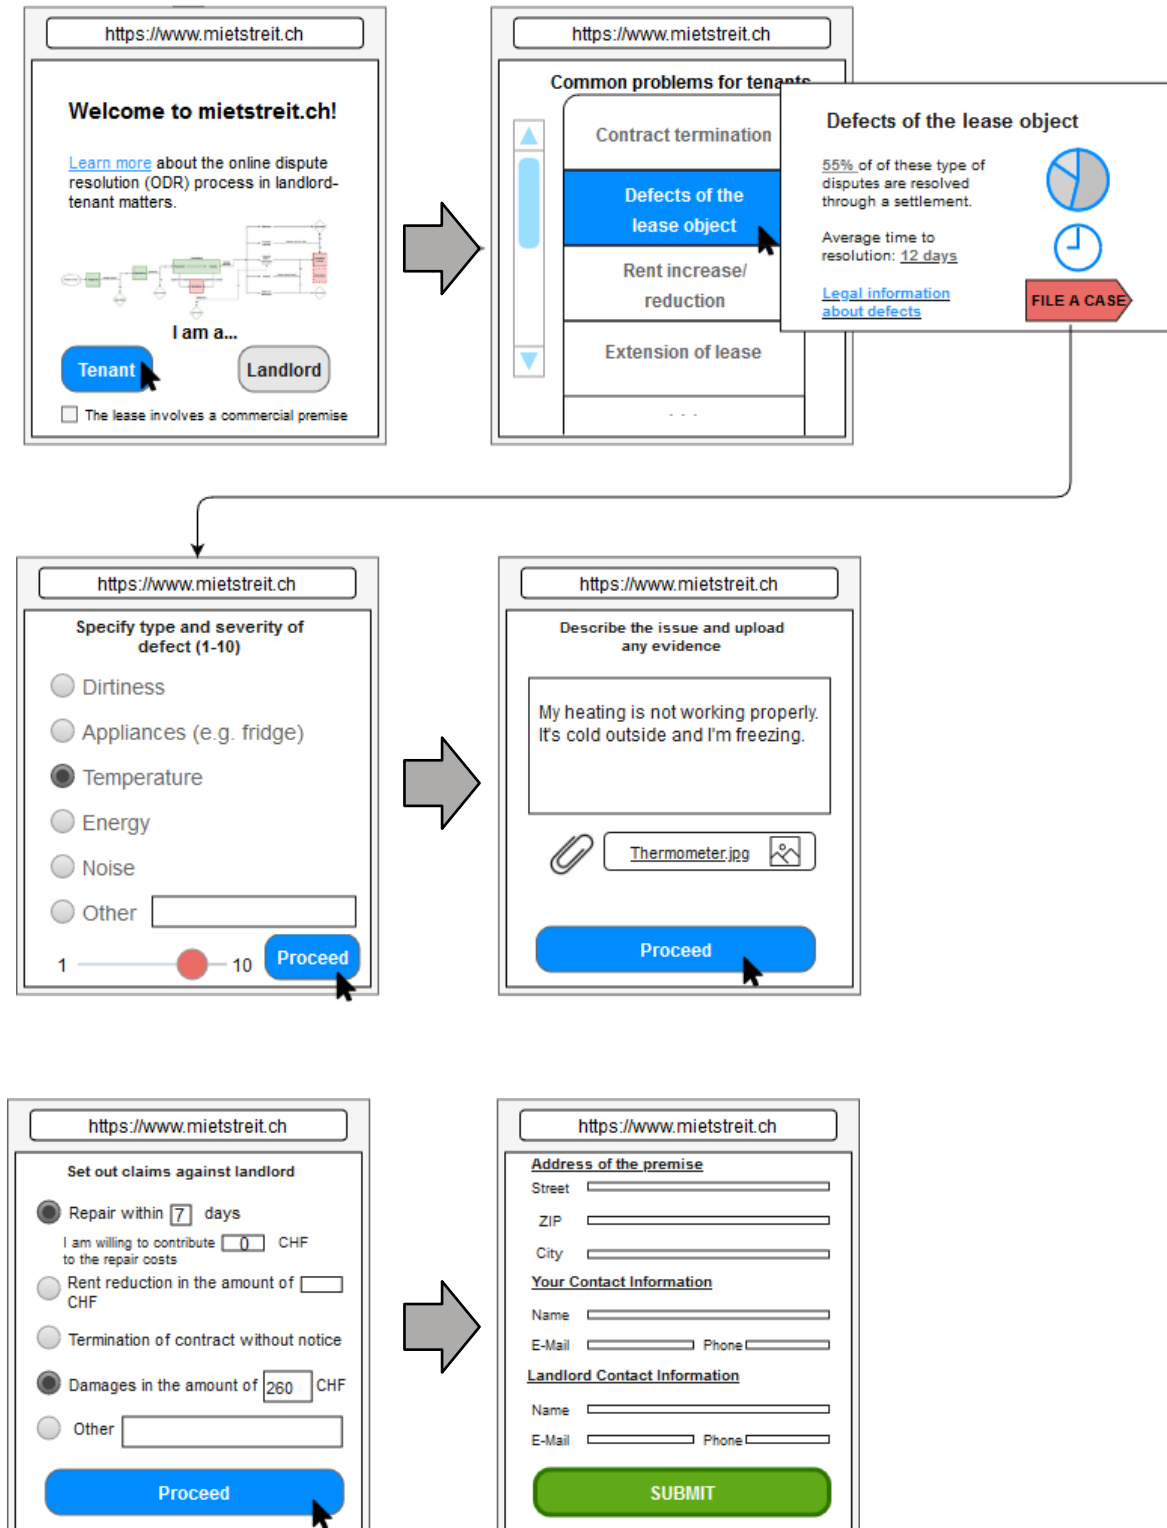 https://www.mietstreit.ch
Welcome to mietstreit.ch!
Learn more about the online dispute
resolution (ODR) process in landlord-
tenant matters.
I am a...
Tenant
Landlord
The lease involves a commercial premise
https://www.mietstreit.ch
Common problems for tenants
Contract termination
Defects of the
lease object
Rent increase/
reduction
Extension of lease
. . .
Defects of the lease object
55% of of these type of
disputes are resolved
through a settlement.
Average time to
resolution: 12 days
Legal information
about defects
FILE A CASE
https://www.mietstreit.ch
Specify type and severity of
defect (1-10)
Dirtiness
Appliances (e.g. fridge)
Temperature
Energy
Noise
Other
1
10
Proceed
https://www.mietstreit.ch
Describe the issue and upload
any evidence
My heating is not working properly.
It's cold outside and I'm freezing.
Thermometer.jpg
Proceed
https://www.mietstreit.ch
Set out claims against landlord
Repair within 7 days
I am willing to contribute 0 CHF
to the repair costs
Rent reduction in the amount of
CHF
Termination of contract without notice
Damages in the amount of 260 CHF
Other
Proceed
https://www.mietstreit.ch
Address of the premise
Street
ZIP
City
Your Contact Information
Name
E-Mail Phone
Landlord Contact Information
Name
E-Mail Phone
SUBMIT